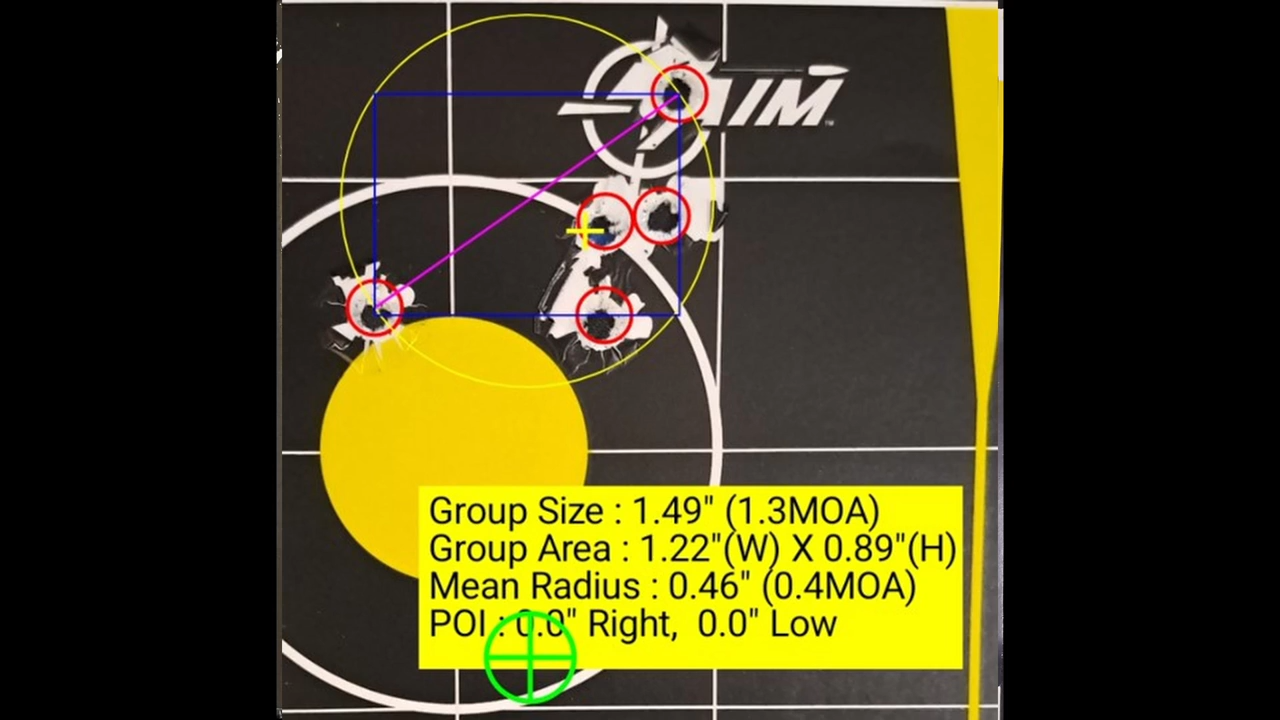 AIM™
Group Size : 1.49" (1.3MOA)
Group Area : 1.22"(W) X 0.89"(H)
Mean Radius : 0.46" (0.4MOA)
POI : 0.0" Right, 0.0" Low